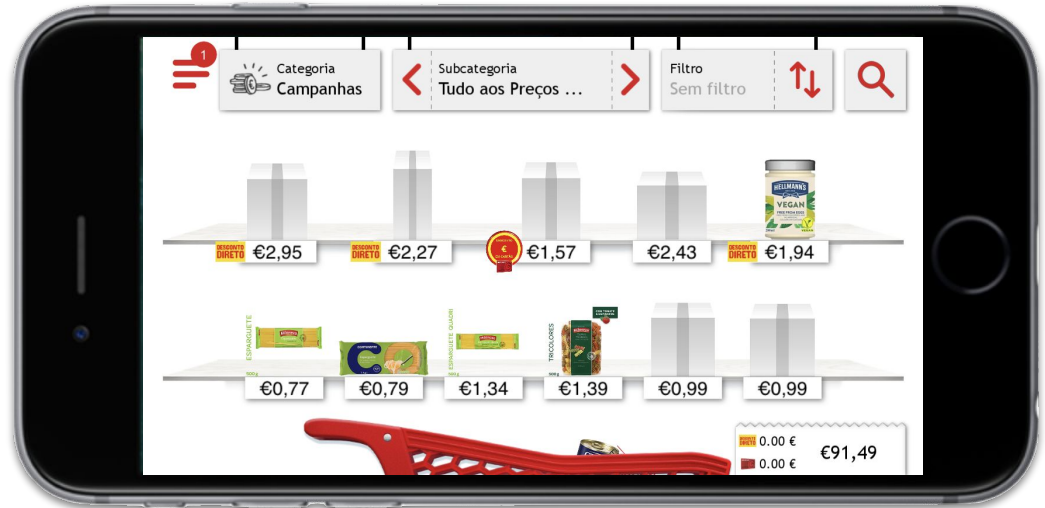 1
Categoria
Campanhas
Subcategoria
Tudo aos Preços ...
Filtro
Sem filtro
HELLMANN'S
VEGAN
DESCONTO
DIRETO
€2,95
DESCONTO
DIRETO
€2,27
€
€1,57
€2,43
DESCONTO
DIRETO
€1,94
ESPARGUETE
ESPARGUETE QUADRI
TRICOLORES
CO
€0,77
€0,79
€1,34
€1,39
€0,99
€0,99
DIRETO
0.00 €
0.00 €
€91,49